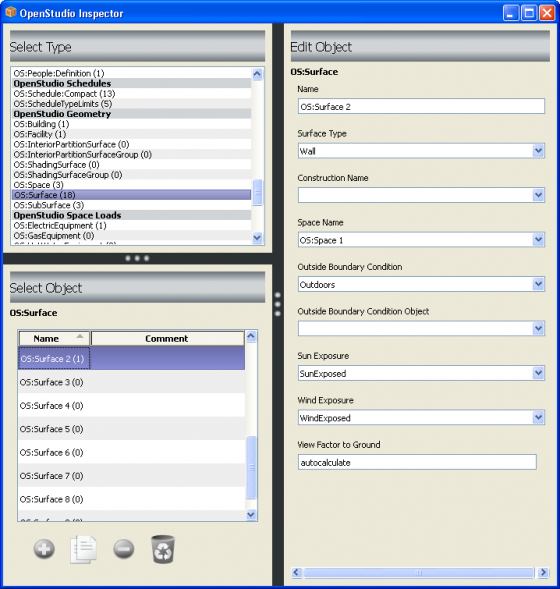 OpenStudio Inspector
Select Type
OS:People:Definition (1)
OpenStudio Schedules
OS:Schedule:Compact (13)
OS:ScheduleTypeLimits (5)
OpenStudio Geometry
OS:Building (1)
OS:Facility (1)
OS:InteriorPartitionSurface (0)
OS:InteriorPartitionSurfaceGroup (0)
OS:ShadingSurface (0)
OS:ShadingSurfaceGroup (0)
OS:Space (3)
OS:Surface (18)
OS:SubSurface (3)
OpenStudio Space Loads
OS:ElectricEquipment (1)
OS:GasEquipment (0)
Select Object
OS:Surface
Name Comment
OS:Surface 2 (1)
OS:Surface 3 (0)
OS:Surface 4 (0)
OS:Surface 5 (0)
OS:Surface 6 (0)
OS:Surface 7 (0)
OS:Surface 8 (0)
Edit Object
OS:Surface
Name
OS:Surface 2
Surface Type
Wall
Construction Name
Space Name
OS:Space 1
Outside Boundary Condition
Outdoors
Outside Boundary Condition Object
Sun Exposure
SunExposed
Wind Exposure
WindExposed
View Factor to Ground
autocalculate